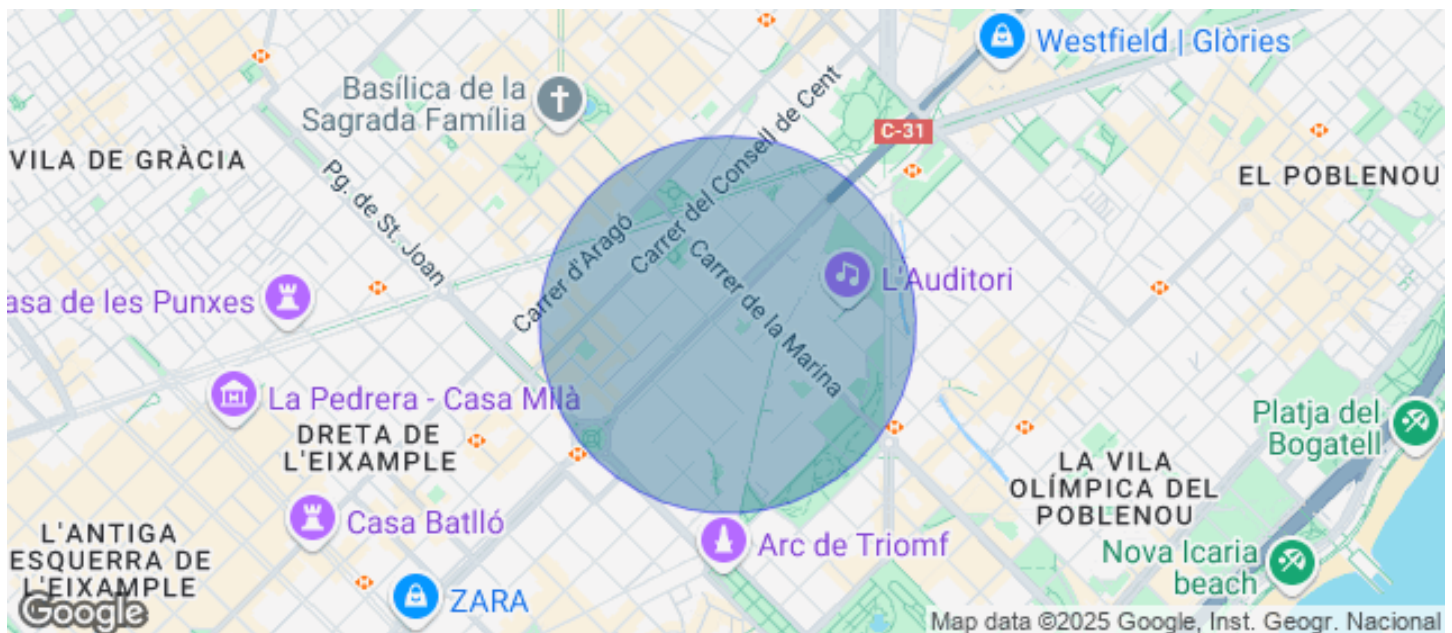 Westfield | Glòries
Basílica de la
Sagrada Família
Carrer del Consell de Cent
C-31
VILA DE GRÀCIA
EL POBLENOU
Pg. de St. Joan
Carrer d'Aragó
Carrer de la Marina
L'Auditori
asa de les Punxes
La Pedrera - Casa Milà
DRETA DE
L'EIXAMPLE
Platja del
Bogatell
LA VILA
OLÍMPICA DEL
POBLENOU
Casa Batlló
Arc de Triomf
L'ANTIGA
ESQUERRA DE
L'EIXAMPLE
Nova Icaria
beach
ZARA
Google
Map data ©2025 Google, Inst. Geogr. Nacional